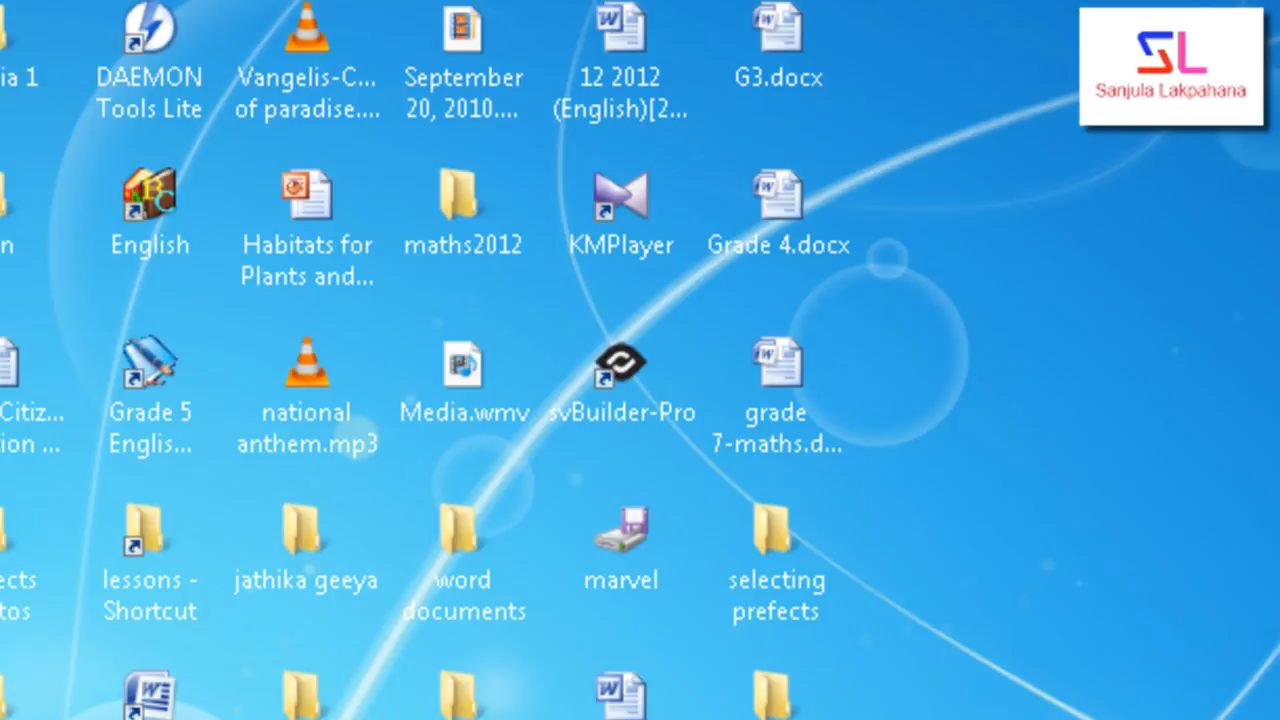 ia 1
DAEMON
Tools Lite
Vangelis-C...
of paradise....
September
20, 2010....
12 2012
(English)[2...
G3.docx
SL
Sanjula Lakpahana
n
English
Habitats for
Plants and...
maths2012
KMPlayer
Grade 4.docx
Citiz...
ion ...
Grade 5
Englis...
national
anthem.mp3
Media.wmv
svBuilder-Pro
grade
7-maths.d...
ects
tos
lessons -
Shortcut
jathika geeya
word
documents
marvel
selecting
prefects